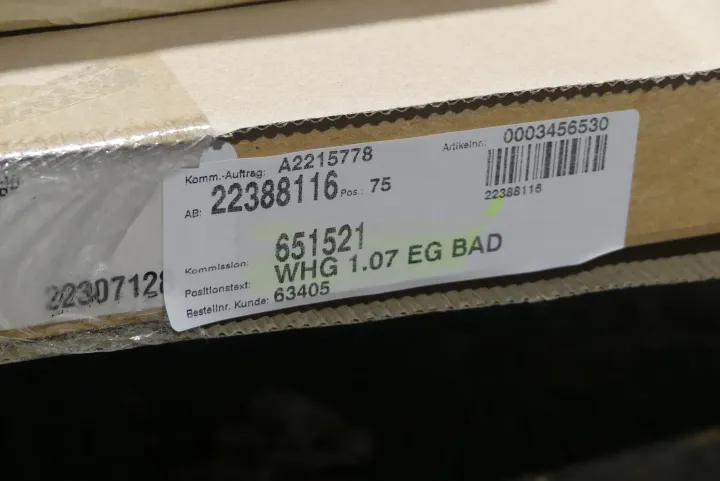 Komm.-Auftrag: A2215778
Artikelnr.: 0003456530
AB: 22388116 Pos.: 75
22388116
Kommission: 651521
Positionstext: WHG 1.07 EG BAD
Bestellnr. Kunde: 63405
2230712